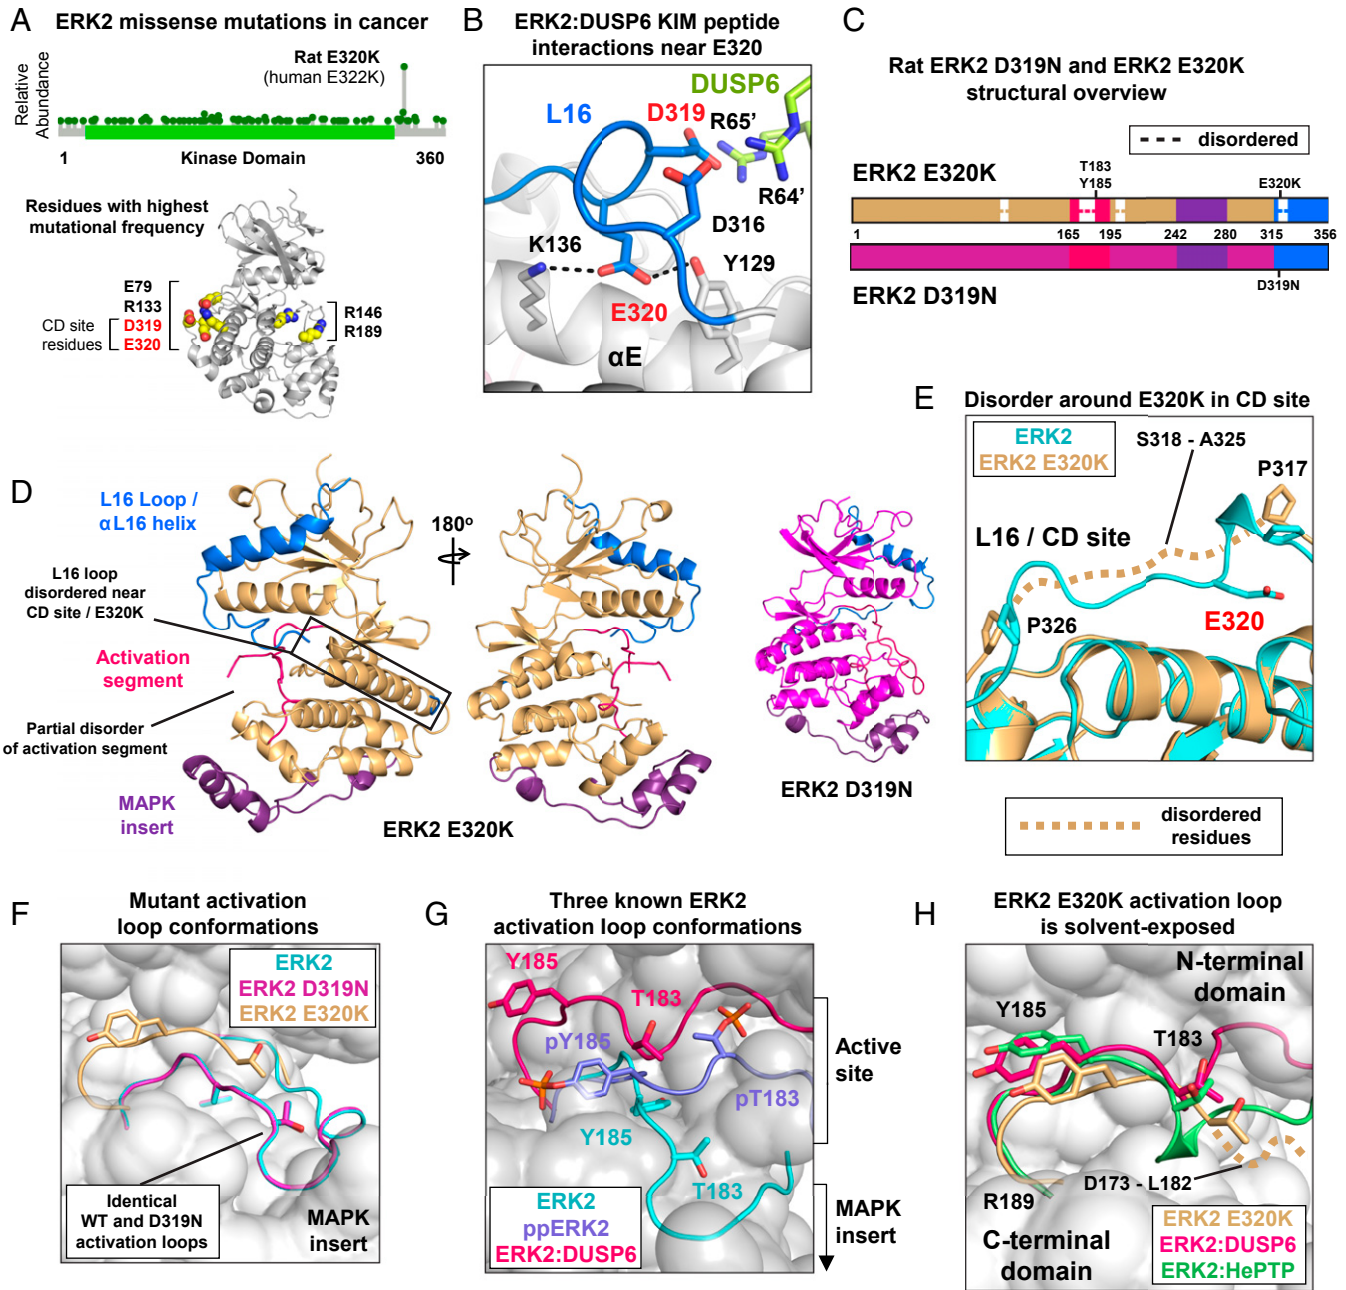 A
ERK2 missense mutations in cancer
Relative
Abundance
Rat E320K
(human E322K)
1
Kinase Domain
360
Residues with highest
mutational frequency
E79
R133
CD site
residues
D319
E320
R146
R189
B
ERK2:DUSP6 KIM peptide
interactions near E320
DUSP6
L16
D319
R65’
R64’
D316
K136
Y129
E320
αE
C
Rat ERK2 D319N and ERK2 E320K
structural overview
disordered
ERK2 E320K
T183
Y185
E320K
1
165
195
242
280
315
356
D319N
ERK2 D319N
D
L16 Loop /
αL16 helix
180º
L16 loop
disordered near
CD site / E320K
Activation
segment
Partial disorder
of activation segment
MAPK
insert
ERK2 E320K
ERK2 D319N
E
Disorder around E320K in CD site
ERK2
ERK2 E320K
S318 - A325
P317
L16 / CD site
P326
E320
disordered
residues
F
Mutant activation
loop conformations
ERK2
ERK2 D319N
ERK2 E320K
Identical
WT and D319N
activation loops
MAPK
insert
G
Three known ERK2
activation loop conformations
Y185
T183
pY185
pT183
Y185
T183
Active
site
MAPK
insert
ERK2
ppERK2
ERK2:DUSP6
H
ERK2 E320K activation loop
is solvent-exposed
N-terminal
domain
Y185
T183
D173 - L182
R189
C-terminal
domain
ERK2 E320K
ERK2:DUSP6
ERK2:HePTP